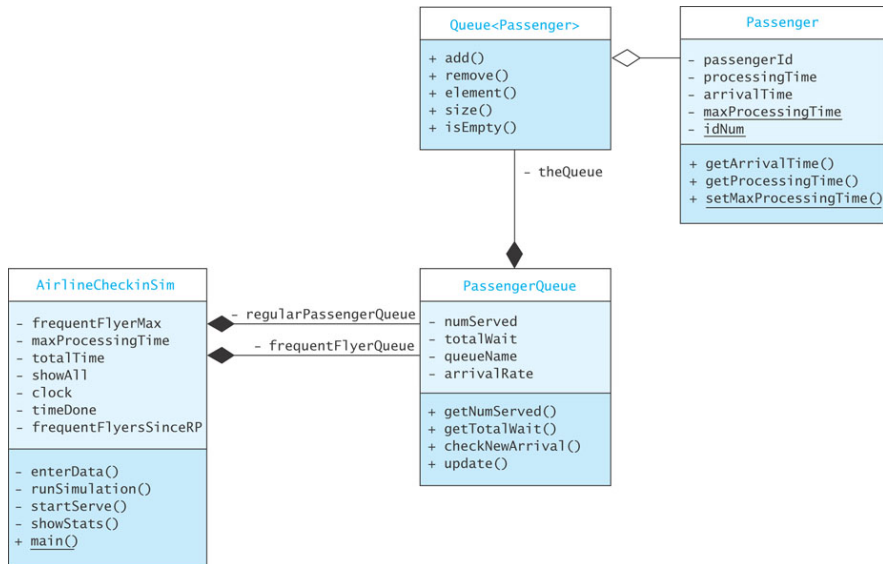 Queue<Passenger>
+ add()
+ remove()
+ element()
+ size()
+ isEmpty()
Passenger
- passengerId
- processingTime
- arrivalTime
- maxProcessingTime
- idNum
+ getArrivalTime()
+ getProcessingTime()
+ setMaxProcessingTime()
- theQueue
AirlineCheckinSim
- frequentFlyerMax
- maxProcessingTime
- totalTime
- showAll
- clock
- timeDone
- frequentFlyersSinceRP
- enterData()
- runSimulation()
- startServe()
- showStats()
+ main()
- regularPassengerQueue
- frequentFlyerQueue
PassengerQueue
- numServed
- totalWait
- queueName
- arrivalRate
+ getNumServed()
+ getTotalWait()
+ checkNewArrival()
+ update()